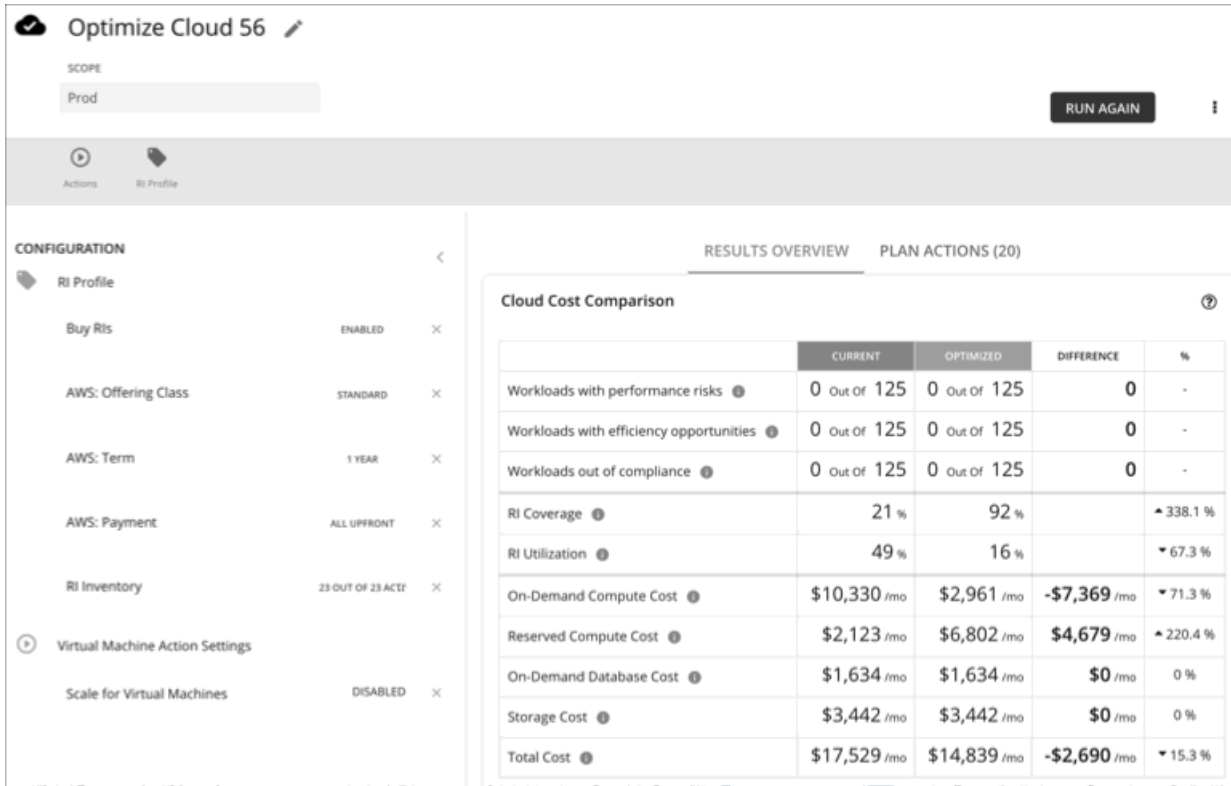 Optimize Cloud 56
SCOPE
Prod
RUN AGAIN
Actions RI Profile
CONFIGURATION
RI Profile
Buy RIs ENABLED
AWS: Offering Class STANDARD
AWS: Term 1 YEAR
AWS: Payment ALL UPFRONT
RI Inventory 23 OUT OF 23
Virtual Machine Action Settings
Scale for Virtual Machines DISABLED
RESULTS OVERVIEW PLAN ACTIONS (20)
Cloud Cost Comparison
CURRENT OPTIMIZED DIFFERENCE %
Workloads with performance risks 0 Out Of 125 0 Out Of 125 0 -
Workloads with efficiency opportunities 0 Out Of 125 0 Out Of 125 0 -
Workloads out of compliance 0 Out Of 125 0 Out Of 125 0 -
RI Coverage 21 % 92 % 338.1 %
RI Utilization 49 % 16 % 67.3 %
On-Demand Compute Cost $10,330 /mo $2,961 /mo -$7,369 /mo 71.3 %
Reserved Compute Cost $2,123 /mo $6,802 /mo $4,679 /mo 220.4 %
On-Demand Database Cost $1,634 /mo $1,634 /mo $0 /mo 0 %
Storage Cost $3,442 /mo $3,442 /mo $0 /mo 0 %
Total Cost $17,529 /mo $14,839 /mo -$2,690 /mo 15.3 %